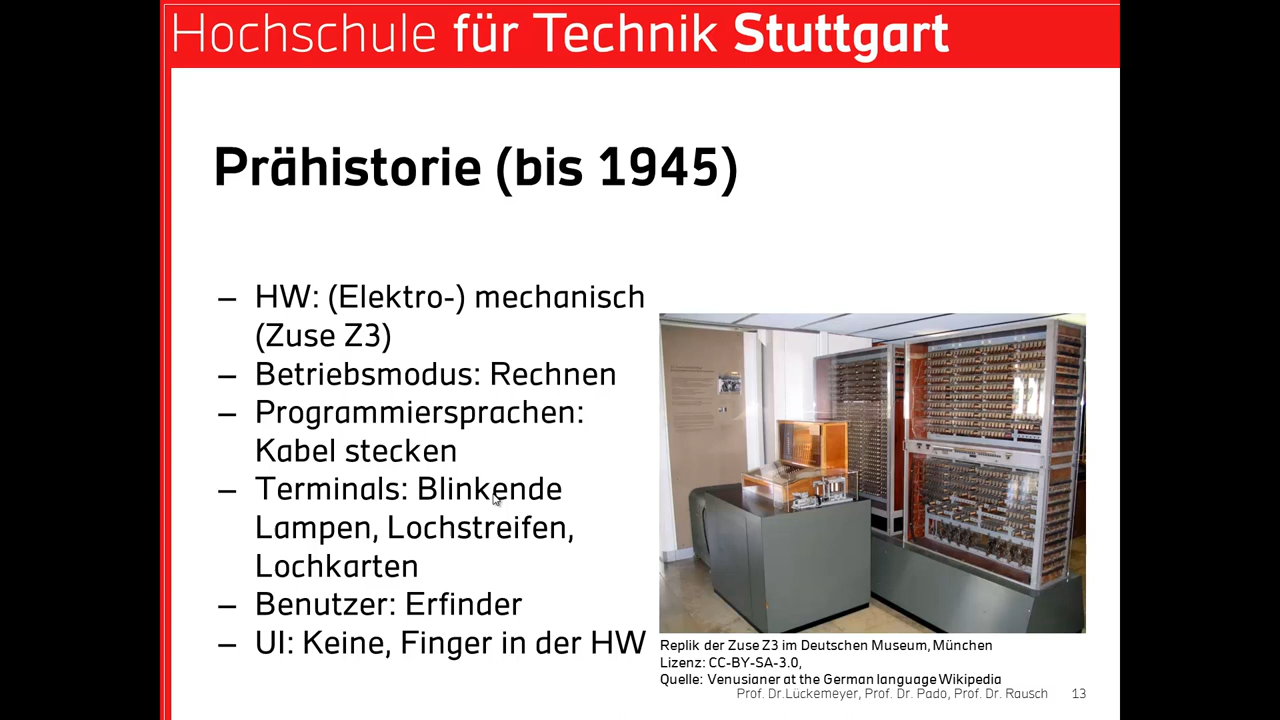 Hochschule für Technik Stuttgart
Prähistorie (bis 1945)
– HW: (Elektro-) mechanisch
(Zuse Z3)
– Betriebsmodus: Rechnen
– Programmiersprachen:
Kabel stecken
– Terminals: Blinkende
Lampen, Lochstreifen,
Lochkarten
– Benutzer: Erfinder
– UI: Keine, Finger in der HW
Replik der Zuse Z3 im Deutschen Museum, München
Lizenz: CC-BY-SA-3.0,
Quelle: Venusianer at the German language Wikipedia
Prof. Dr.Lückemeyer, Prof. Dr. Pado, Prof. Dr. Rausch 13